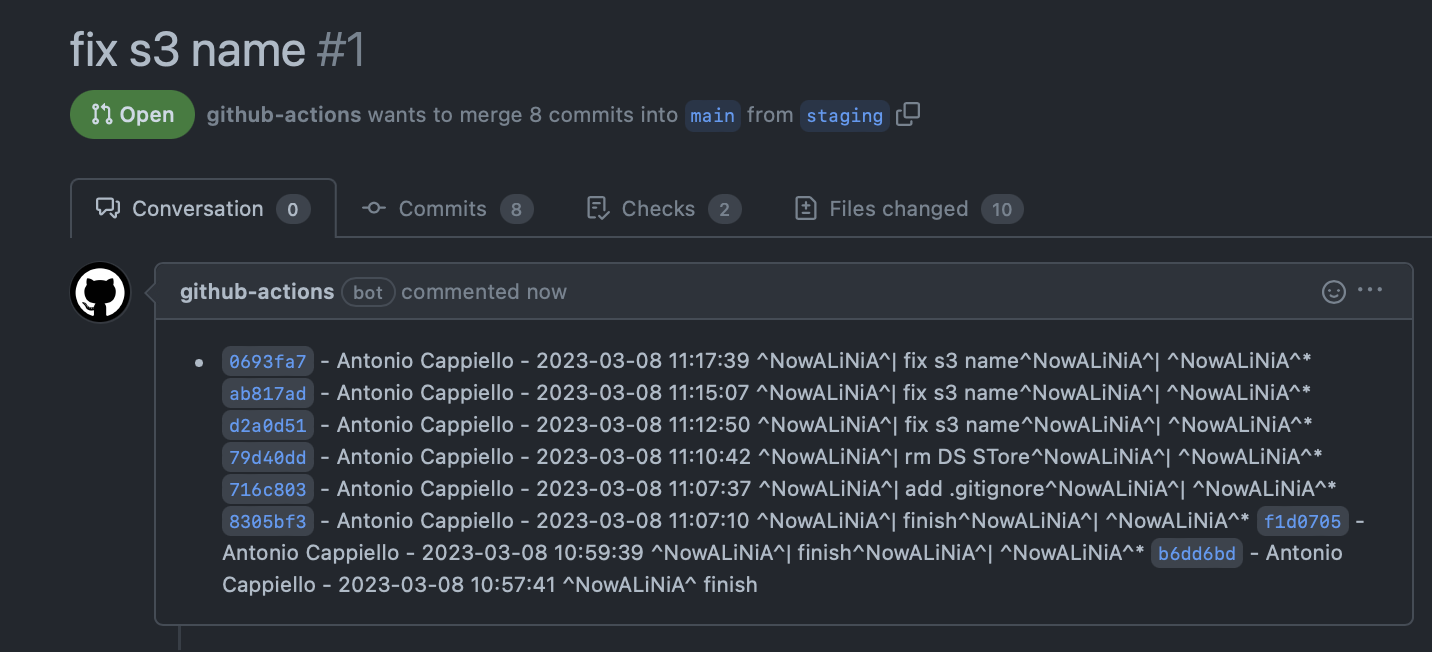 fix s3 name #1
Open github-actions wants to merge 8 commits into main from staging
Conversation 0 Commits 8 Checks 2 Files changed 10
github-actions bot commented now
0693fa7 - Antonio Cappiello - 2023-03-08 11:17:39 ^NowALiNiA^| fix s3 name^NowALiNiA^| ^NowALiNiA^*
ab817ad - Antonio Cappiello - 2023-03-08 11:15:07 ^NowALiNiA^| fix s3 name^NowALiNiA^| ^NowALiNiA^*
d2a0d51 - Antonio Cappiello - 2023-03-08 11:12:50 ^NowALiNiA^| fix s3 name^NowALiNiA^| ^NowALiNiA^*
79d40dd - Antonio Cappiello - 2023-03-08 11:10:42 ^NowALiNiA^| rm DS STore^NowALiNiA^| ^NowALiNiA^*
716c803 - Antonio Cappiello - 2023-03-08 11:07:37 ^NowALiNiA^| add .gitignore^NowALiNiA^| ^NowALiNiA^*
8305bf3 - Antonio Cappiello - 2023-03-08 11:07:10 ^NowALiNiA^| finish^NowALiNiA^| ^NowALiNiA^* f1d0705 -
Antonio Cappiello - 2023-03-08 10:59:39 ^NowALiNiA^| finish^NowALiNiA^| ^NowALiNiA^* b6dd6bd - Antonio
Cappiello - 2023-03-08 10:57:41 ^NowALiNiA^ finish